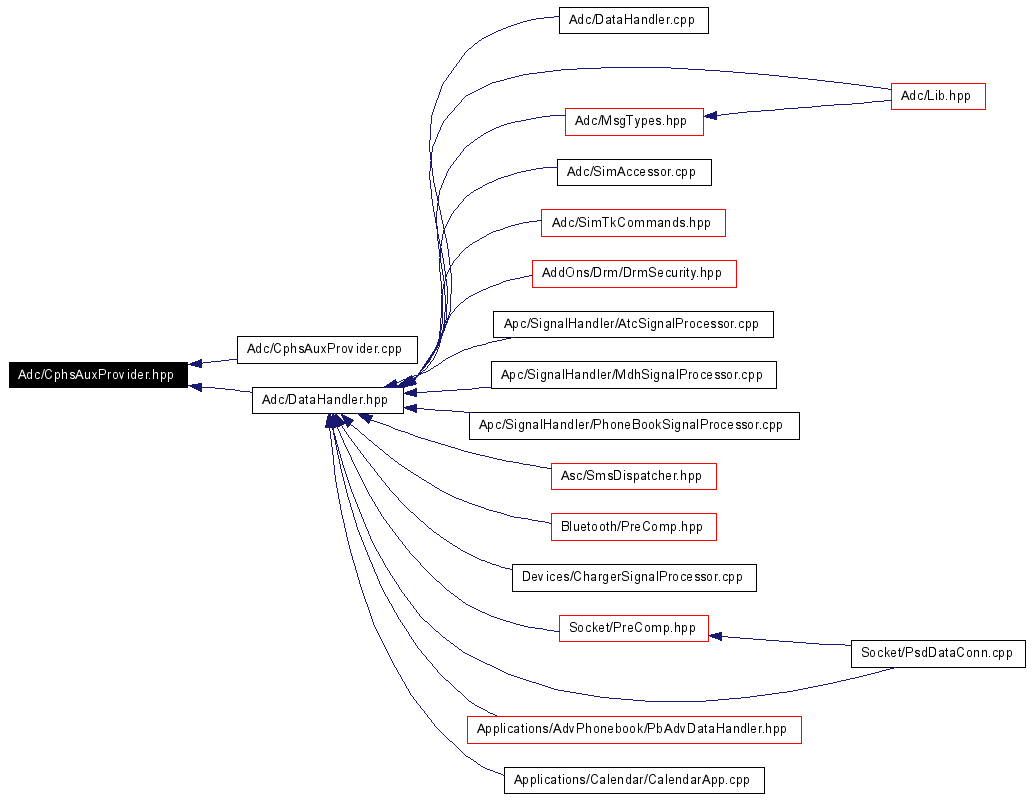 Adc/DataHandler.cpp
Adc/Lib.hpp
Adc/MsgTypes.hpp
Adc/SimAccessor.cpp
Adc/SimTkCommands.hpp
AddOns/Drm/DrmSecurity.hpp
Apc/SignalHandler/AtcSignalProcessor.cpp
Adc/CphsAuxProvider.cpp
Adc/CphsAuxProvider.hpp
Apc/SignalHandler/MdhSignalProcessor.cpp
Adc/DataHandler.hpp
Apc/SignalHandler/PhoneBookSignalProcessor.cpp
Asc/SmsDispatcher.hpp
Bluetooth/PreComp.hpp
Devices/ChargerSignalProcessor.cpp
Socket/PreComp.hpp
Socket/PsdDataConn.cpp
Applications/AdvPhonebook/PbAdvDataHandler.hpp
Applications/Calendar/CalendarApp.cpp